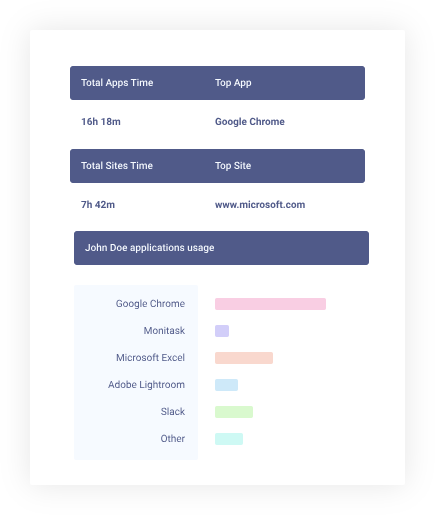 Total Apps Time Top App
16h 18m Google Chrome
Total Sites Time Top Site
7h 42m www.microsoft.com
John Doe applications usage
Google Chrome
Monitask
Microsoft Excel
Adobe Lightroom
Slack
Other